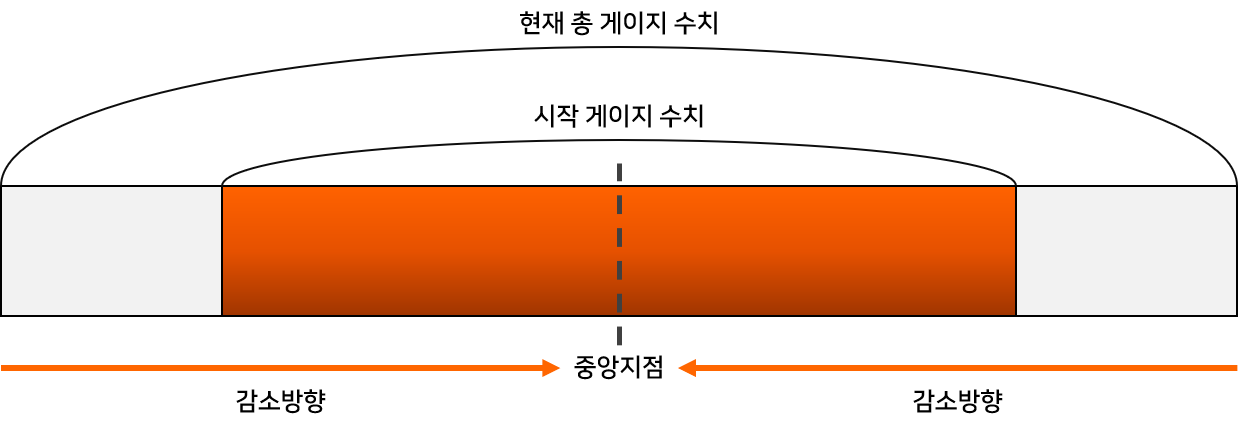 현재 총 게이지 수치
시작 게이지 수치
중앙지점
감소방향
감소방향